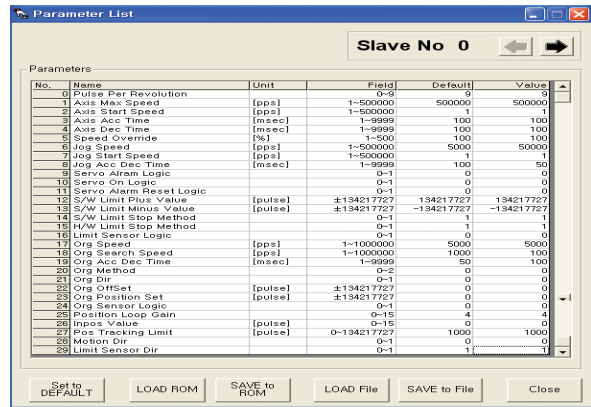 Parameter List
Slave No 0
Parameters
No. Name Unit Field Default Value
0 Pulse Per Revolution 0~9 9 9
1 Axis Max Speed [pps] 1~500000 500000 500000
2 Axis Start Speed [pps] 1~500000 1 1
3 Axis Acc Time [msec] 1~9999 100 100
4 Axis Dec Time [msec] 1~9999 100 100
5 Speed Override [%] 1~500 100 100
6 Jog Speed [pps] 1~500000 5000 50000
7 Jog Start Speed [pps] 1~500000 1 1
8 Jog Acc Dec Time [msec] 1~9999 100 50
9 Servo Alram Logic 0~1 0 0
10 Servo On Logic 0~1 0 0
11 Servo Alarm Reset Logic 0~1 0 0
12 S/W Limit Plus Value [pulse] ±134217727 134217727 134217727
13 S/W Limit Minus Value [pulse] ±134217727 -134217727 -134217727
14 S/W Limit Stop Method 0~1 1 1
15 H/W Limit Stop Method 0~1 1 1
16 Limit Sensor Logic 0~1 0 0
17 Org Speed [pps] 1~1000000 5000 5000
18 Org Search Speed [pps] 1~1000000 1000 100
19 Org Acc Dec Time [msec] 1~9999 50 100
20 Org Method 0~2 0 0
21 Org Dir 0~1 0 0
22 Org OffSet [pulse] ±134217727 0 0
23 Org Position Set [pulse] ±134217727 0 0
24 Org Sensor Logic 0~1 0 0
25 Position Loop Gain 0~15 4 4
26 Inpos Value [pulse] 0~15 0 0
27 Pos Tracking Limit [pulse] 0~134217727 1000 1000
28 Motion Dir 0~1 0 0
29 Limit Sensor Dir 0~1 1 1
Set to DEFAULT LOAD ROM SAVE to ROM LOAD File SAVE to File Close